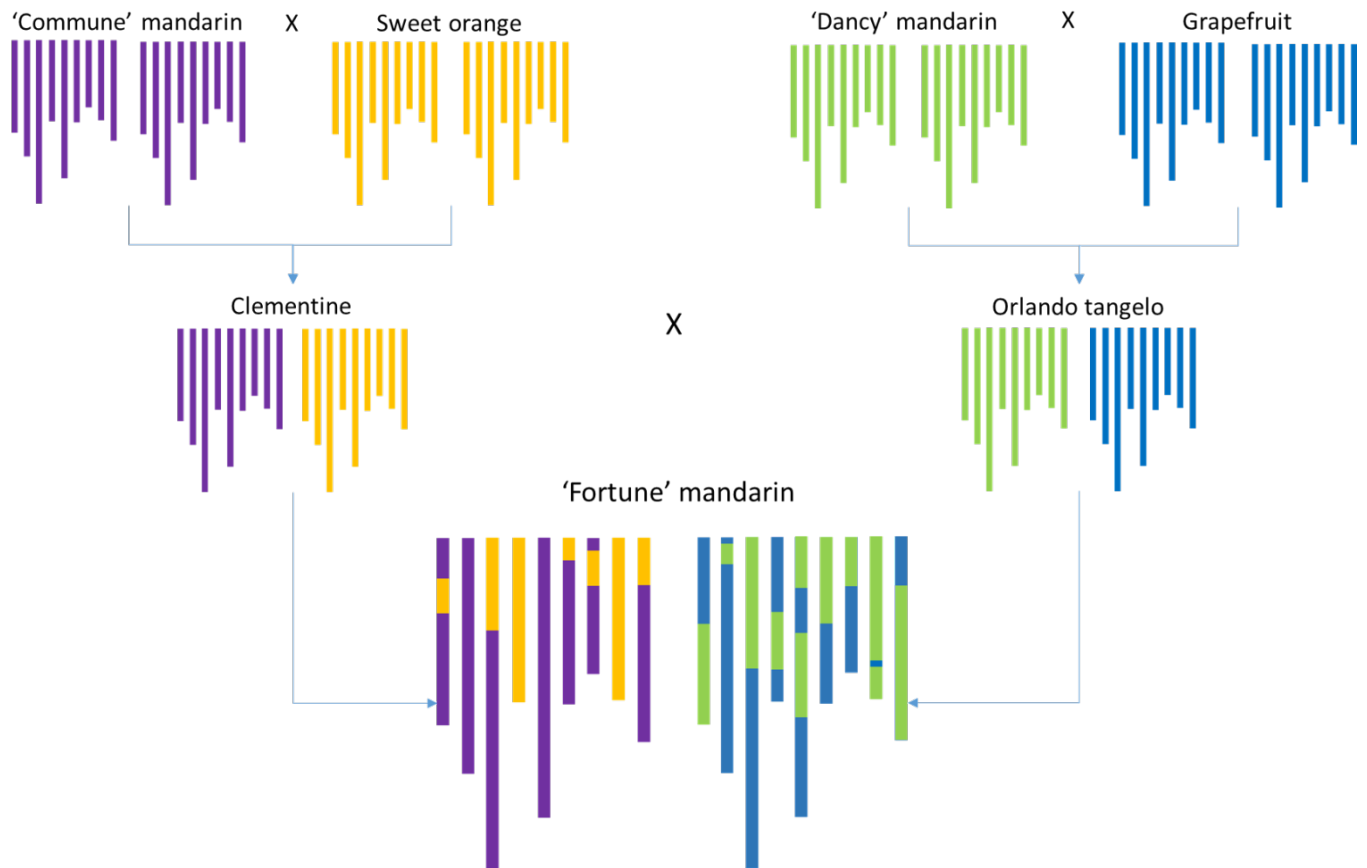 ‘Commune’ mandarin X Sweet orange
‘Dancy’ mandarin X Grapefruit
Clementine
X
Orlando tangelo
‘Fortune’ mandarin